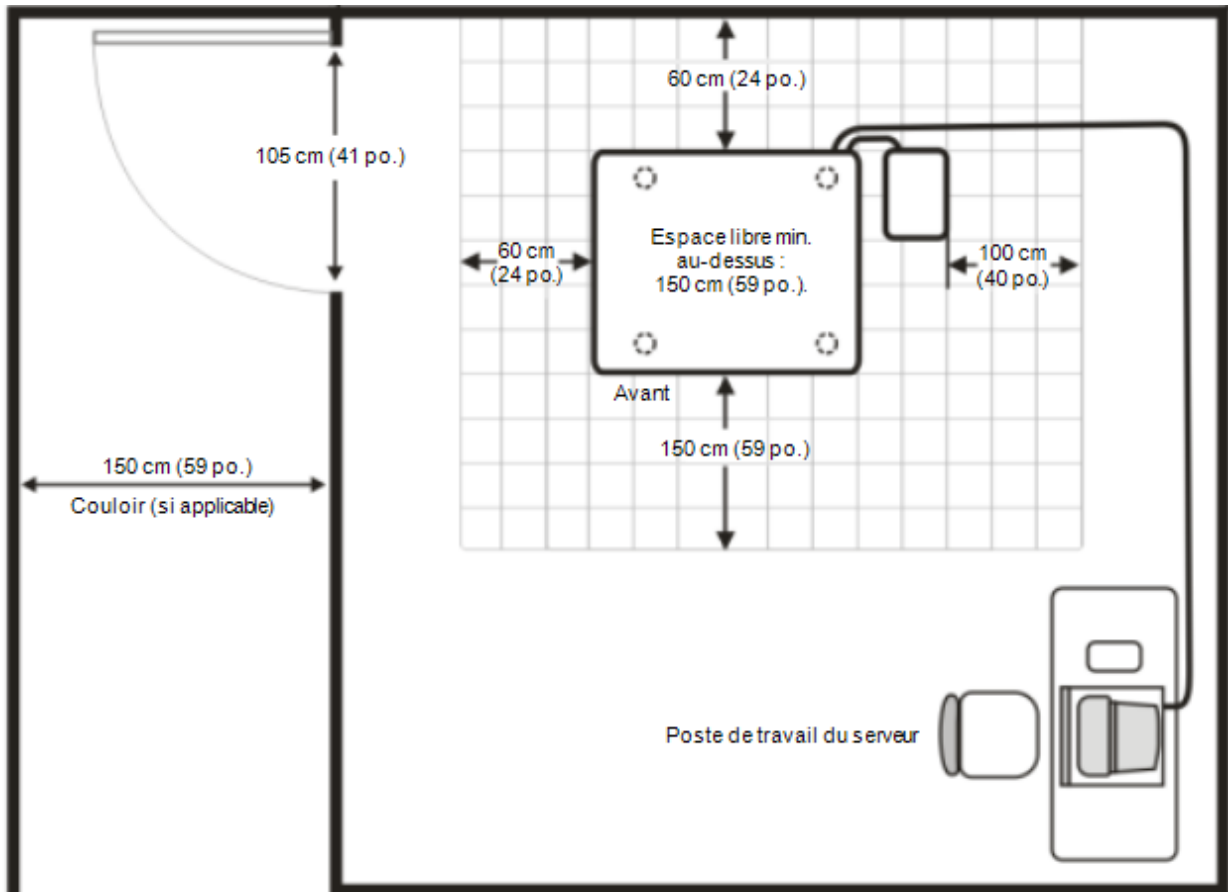 60 cm (24 po.)
105 cm (41 po.)
Espace libre min.
au-dessus :
150 cm (59 po.).
60 cm
(24 po.)
100 cm
(40 po.)
Avant
150 cm (59 po.)
150 cm (59 po.)
Couloir (si applicable)
Poste de travail du serveur